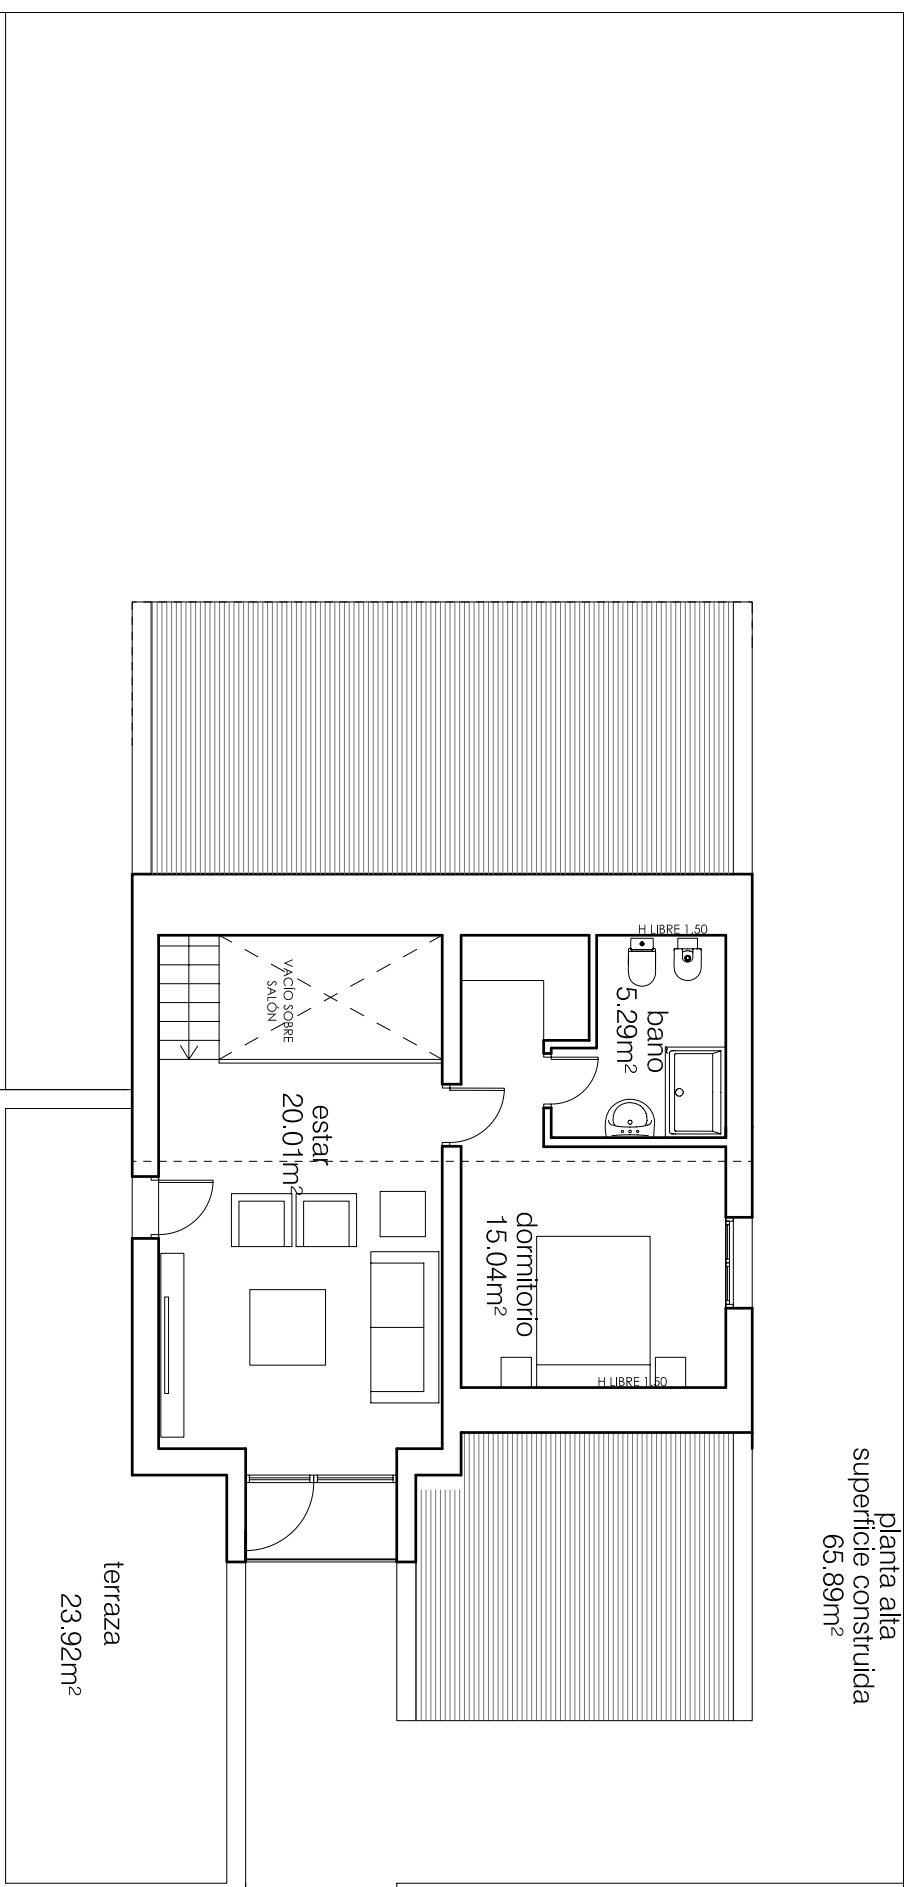 planta alta
superficie construida
65.89m²
H LIBRE 1.50
baño
5.29m²
VACÍO SOBRE
SALÓN
estar
20.01m²
dormitorio
15.04m²
H LIBRE 1.50
terraza
23.92m²